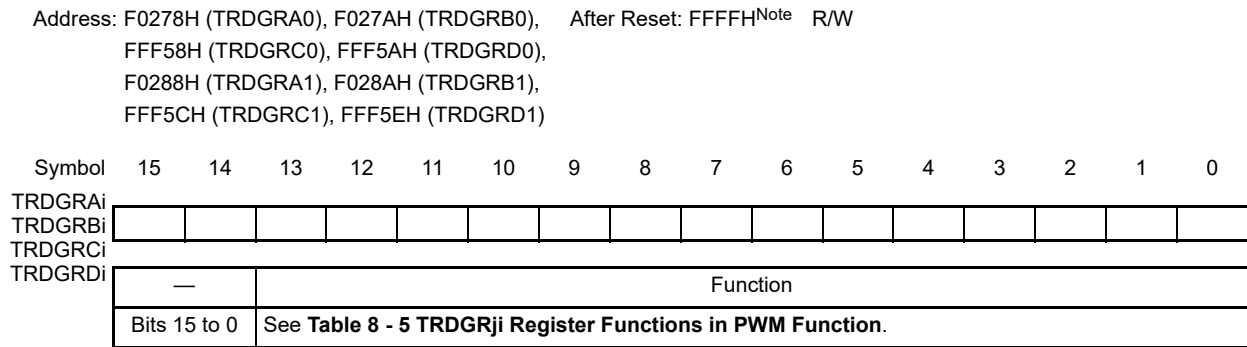 Address: F0278H (TRDGRA0), F027AH (TRDGRB0), After Reset: FFFFHNote R/W
FFF58H (TRDGRC0), FFF5AH (TRDGRD0),
F0288H (TRDGRA1), F028AH (TRDGRB1),
FFF5CH (TRDGRC1), FFF5EH (TRDGRD1)
Symbol 15 14 13 12 11 10 9 8 7 6 5 4 3 2 1 0
TRDGRAi
TRDGRBi
TRDGRCi
TRDGRDi
— Function
Bits 15 to 0 See Table 8 - 5 TRDGRji Register Functions in PWM Function.